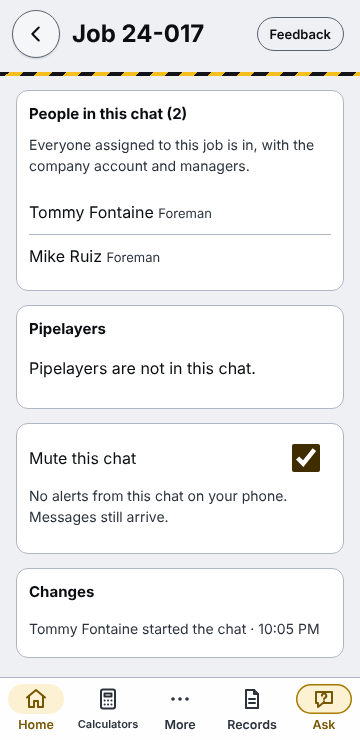 Job 24-017
Feedback
People in this chat (2)
Everyone assigned to this job is in, with the
company account and managers.
Tommy Fontaine Foreman
Mike Ruiz Foreman
Pipelayers
Pipelayers are not in this chat.
Mute this chat
No alerts from this chat on your phone.
Messages still arrive.
Changes
Tommy Fontaine started the chat · 10:05 PM
Home
Calculators
More
Records
Ask